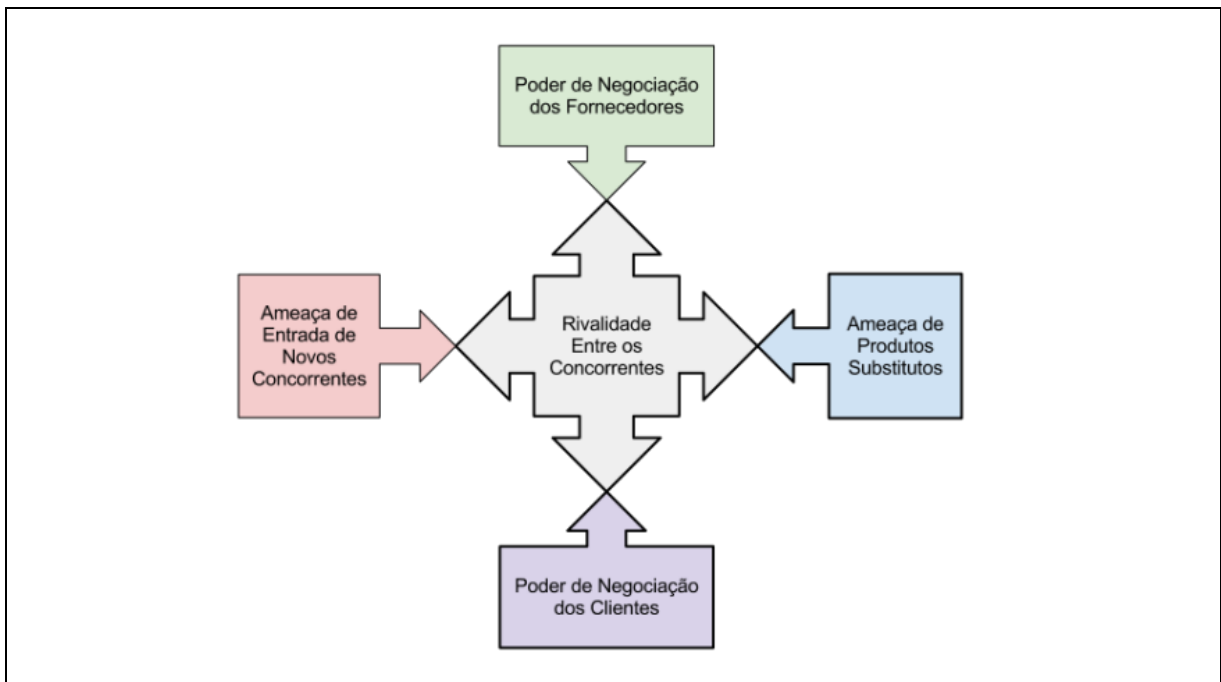 Poder de Negociação
dos Fornecedores
Ameaça de
Entrada de
Novos
Concorrentes
Rivalidade
Entre os
Concorrentes
Ameaça de
Produtos
Substitutos
Poder de Negociação
dos Clientes